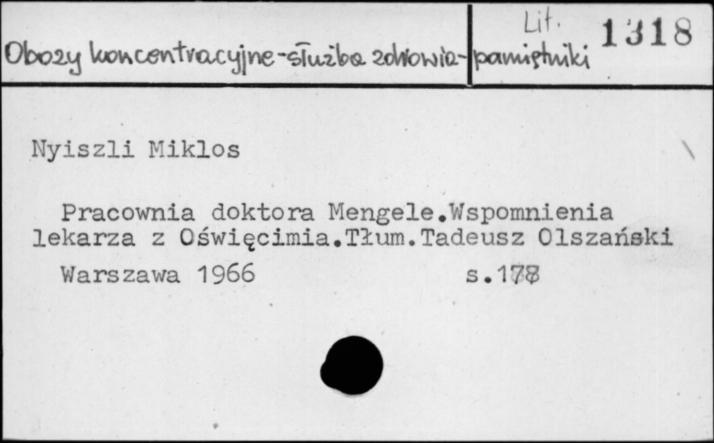 Lit. 1318
Obozy koncentracyjne-służba zdrowia-pamiętniki
Nyiszli Miklos
Pracownia doktora Mengele.Wspomnienia
lekarza z Oświęcimia.Tłum.Tadeusz Olszański
Warszawa 1966 s.178